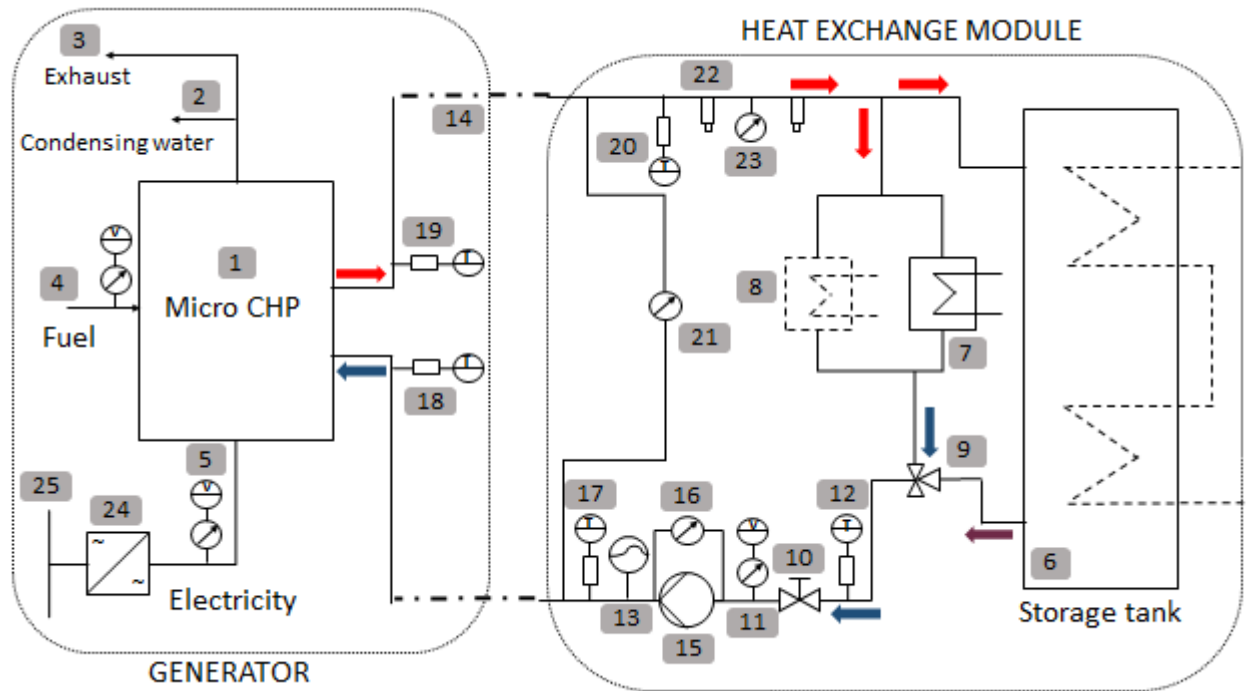 HEAT EXCHANGE MODULE
3
Exhaust
2
Condensing water
14
22
20
T
23
V
4
Fuel
1
Micro CHP
19
T
8
7
21
18
T
5
V
25
24
~
~
Electricity
9
17
T
16
V
12
T
10
13
15
11
6
Storage tank
GENERATOR